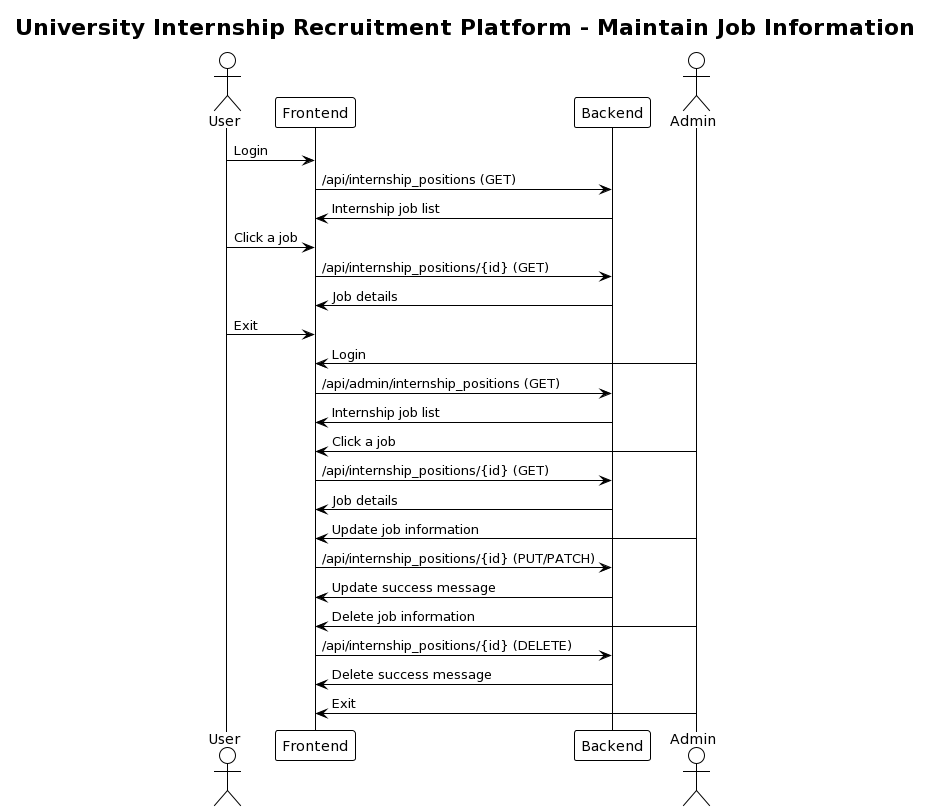 University Internship Recruitment Platform - Maintain Job Information
User
Frontend
Backend
Admin
Login
/api/internship_positions (GET)
Internship job list
Click a job
/api/internship_positions/{id} (GET)
Job details
Exit
Login
/api/admin/internship_positions (GET)
Internship job list
Click a job
/api/internship_positions/{id} (GET)
Job details
Update job information
/api/internship_positions/{id} (PUT/PATCH)
Update success message
Delete job information
/api/internship_positions/{id} (DELETE)
Delete success message
Exit
User
Frontend
Backend
Admin